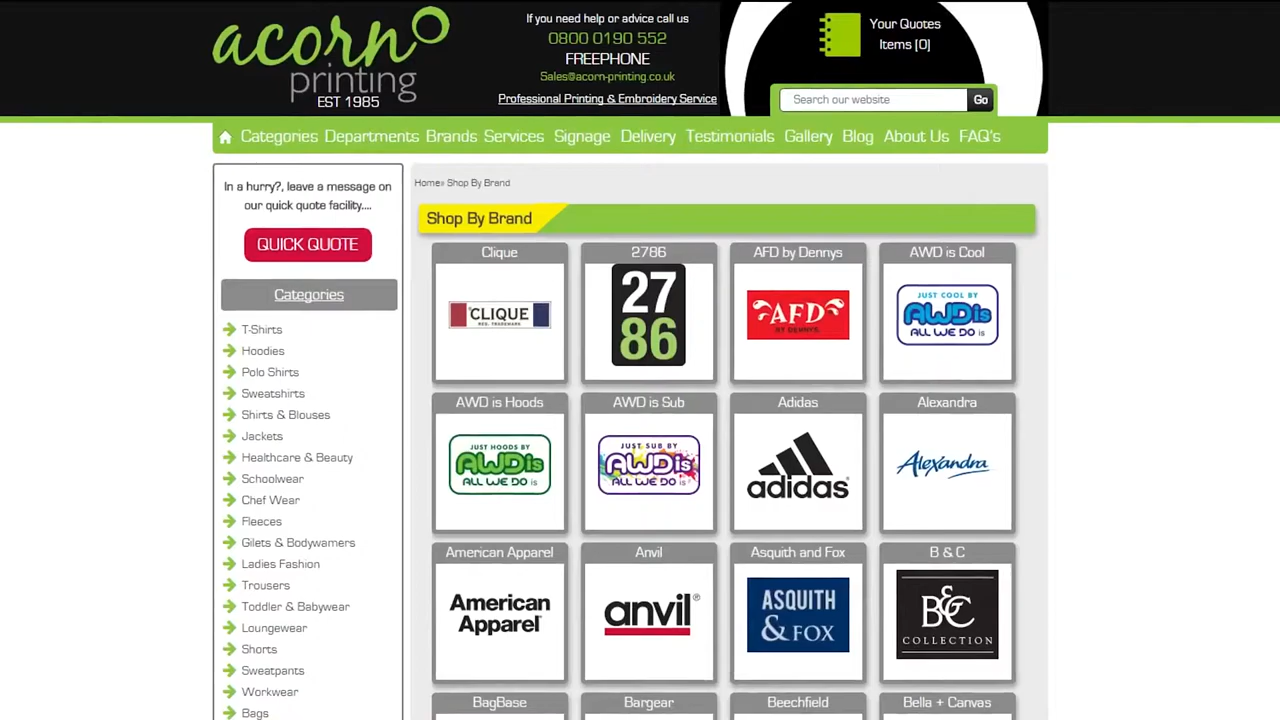 acorn
printing
EST 1985
If you need help or advice call us
0800 0190 552
FREEPHONE
Sales@acorn-printing.co.uk
Professional Printing & Embroidery Service
Your Quotes
Items [0]
Search our website
Go
Categories Departments Brands Services Signage Delivery Testimonials Gallery Blog About Us FAQ's
In a hurry?, leave a message on
our quick quote facility....
QUICK QUOTE
Categories
T-Shirts
Hoodies
Polo Shirts
Sweatshirts
Shirts & Blouses
Jackets
Healthcare & Beauty
Schoolwear
Chef Wear
Fleeces
Gilets & Bodywamers
Ladies Fashion
Trousers
Toddler & Babywear
Loungewear
Shorts
Sweatpants
Workwear
Bags
Home» Shop By Brand
Shop By Brand
Clique
2786
AFD by Dennys
AWD is Cool
CLIQUE
REG. TRADEMARK
27
86
AFD
BY DENNYS
JUST COOL BY
AWDis
ALL WE DO is
AWD is Hoods
AWD is Sub
Adidas
Alexandra
JUST HOODS BY
AWDis
ALL WE DO is
JUST SUB BY
AWDis
ALL WE DO is
adidas
Alexandra
American Apparel
Anvil
Asquith and Fox
B & C
American
Apparel®
anvil®
ASQUITH
& FOX
B&C
COLLECTION
BagBase
Bargear
Beechfield
Bella + Canvas